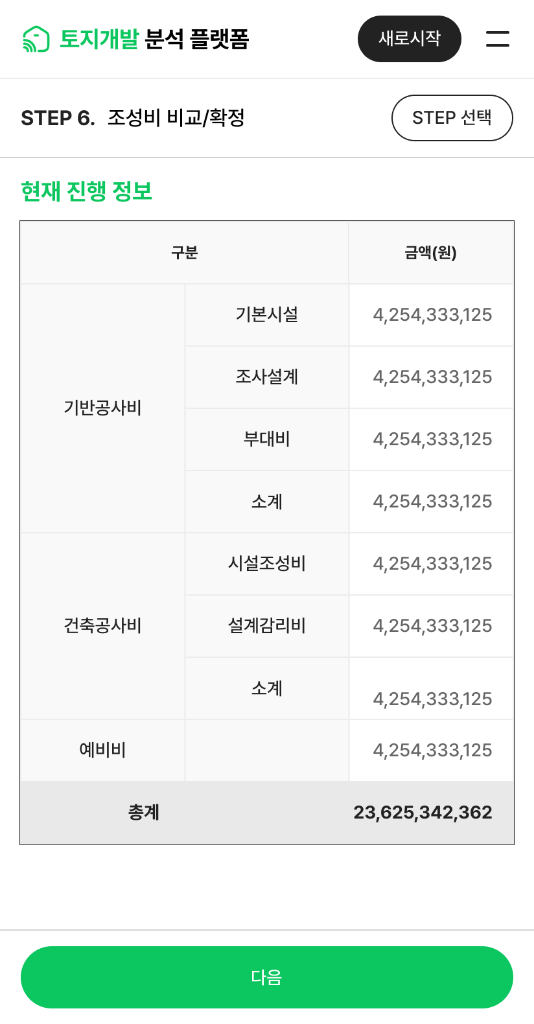 토지개발 분석 플랫폼
새로시작
STEP 6. 조성비 비교/확정
STEP 선택
현재 진행 정보
구분 금액(원)
기반공사비
기본시설 4,254,333,125
조사설계 4,254,333,125
부대비 4,254,333,125
소계 4,254,333,125
건축공사비
시설조성비 4,254,333,125
설계감리비 4,254,333,125
소계 4,254,333,125
예비비 4,254,333,125
총계 23,625,342,362
다음